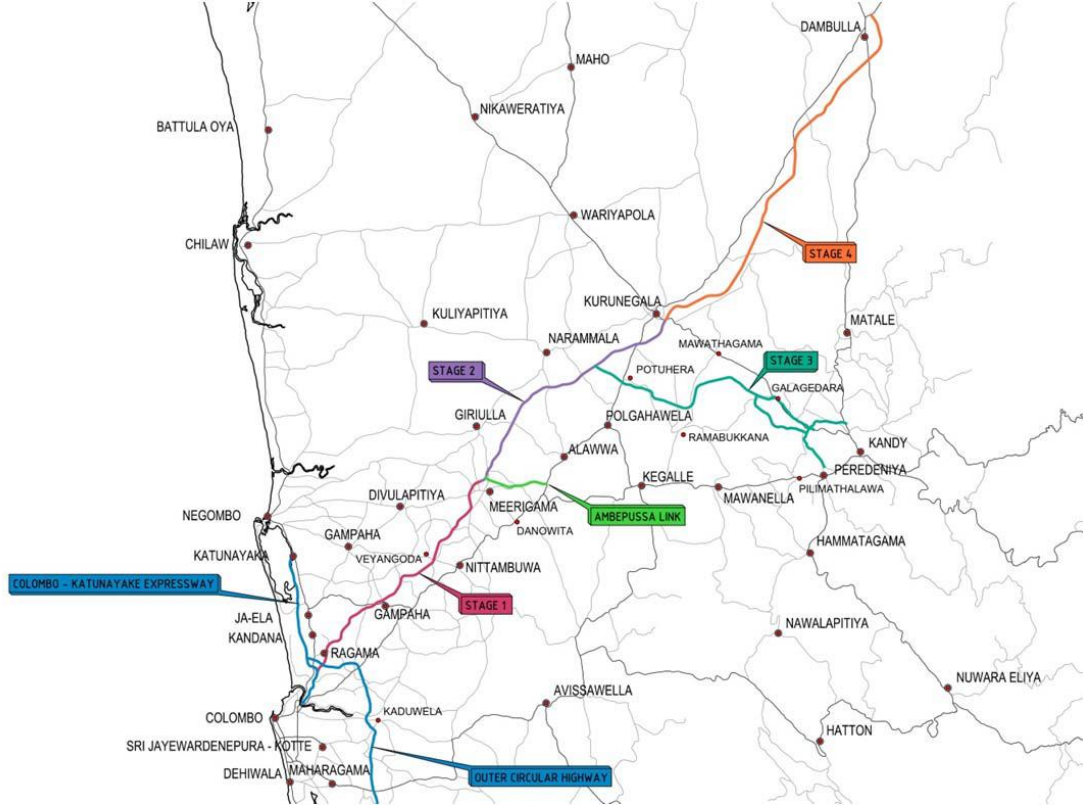 DAMBULLA
MAHO
NIKAWERATIYA
BATTULA OYA
WARIYAPOLA
CHILAW
STAGE 4
KURUNEGALA
KULIYAPITIYA
MATALE
NARAMMALA
MAWATHAGAMA
STAGE 3
STAGE 2
POTUHERA
GALAGEDARA
GIRIULLA
POLGAHAWELA
RAMABUKKANA
KANDY
ALAWWA
PEREDENIYA
KEGALLE
PILIMATHALAWA
MAWANELLA
DIVULAPITIYA
MEERIGAMA
AMBEPUSSA LINK
NEGOMBO
DANOWITA
GAMPAHA
HAMMATAGAMA
KATUNAYAKA
VEYANGODA
NITTAMBUWA
COLOMBO - KATUNAYAKE EXPRESSWAY
STAGE 1
GAMPAHA
JA-ELA
KANDANA
NAWALAPITIYA
RAGAMA
NUWARA ELIYA
AVISSAWELLA
COLOMBO
KADUWELA
HATTON
SRI JAYEWARDENEPURA - KOTTE
DEHIWALA
MAHARAGAMA
OUTER CIRCULAR HIGHWAY